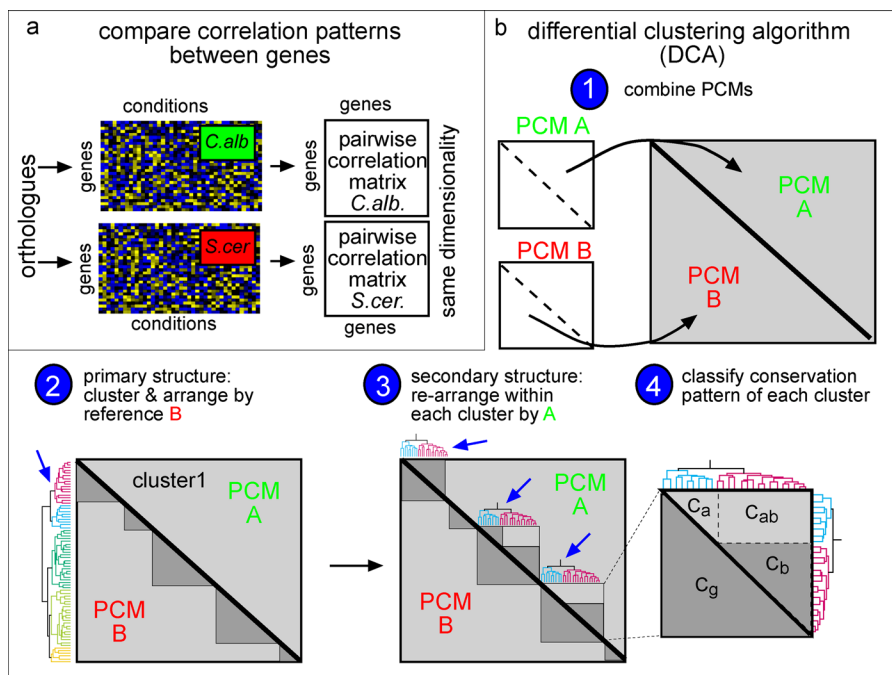 a
compare correlation patterns
between genes
conditions
genes
orthologues
genes
C.alb
genes
pairwise
correlation
matrix
C.alb.
same dimensionality
genes
S.cer
genes
pairwise
correlation
matrix
S.cer.
conditions
genes
b
differential clustering algorithm
(DCA)
1
combine PCMs
PCM A
PCM B
PCM
A
PCM
B
2
primary structure:
cluster & arrange by
reference B
cluster1
PCM
A
PCM
B
3
secondary structure:
re-arrange within
each cluster by A
PCM
A
PCM
B
4
classify conservation
pattern of each cluster
Ca
Cab
Cb
Cg